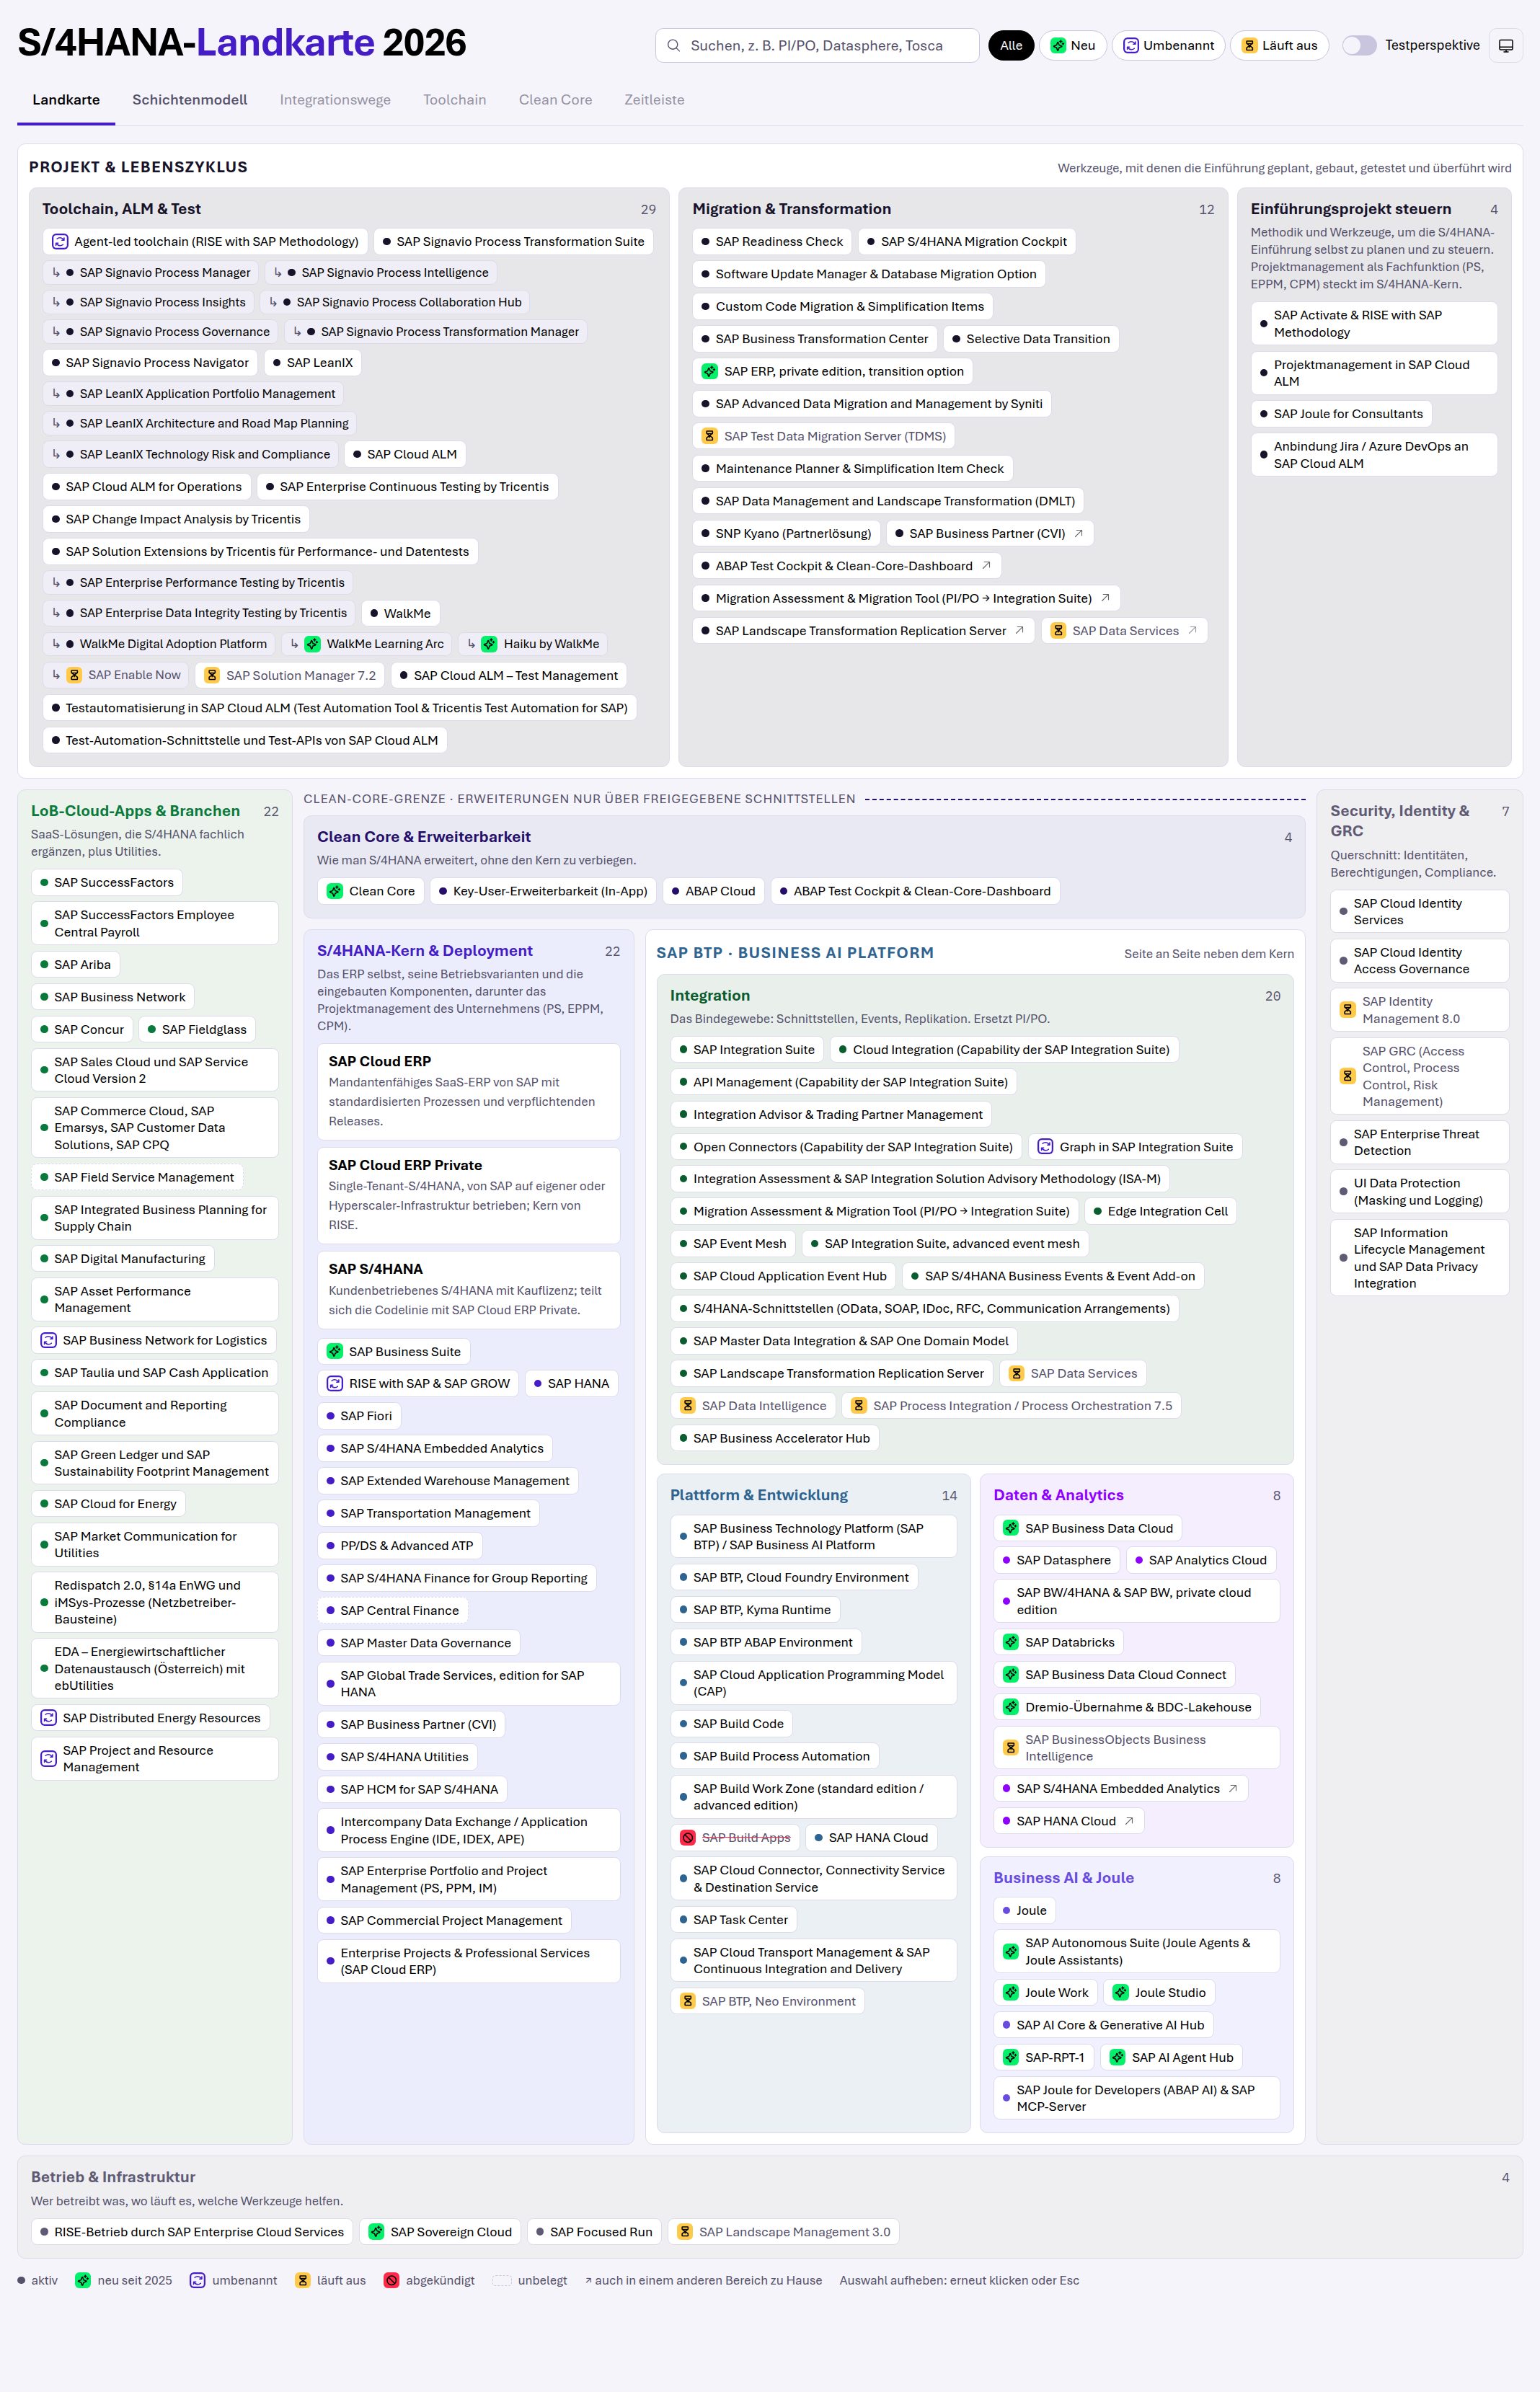 S/4HANA-Landkarte 2026
Suchen, z. B. PI/PO, Datasphere, Tosca
Alle
Neu
Umbenannt
Läuft aus
Testperspektive
Landkarte
Schichtenmodell
Integrationswege
Toolchain
Clean Core
Zeitleiste
PROJEKT & LEBENSZYKLUS
Werkzeuge, mit denen die Einführung geplant, gebaut, getestet und überführt wird
Toolchain, ALM & Test 29
Agent-led toolchain (RISE with SAP Methodology)
SAP Signavio Process Transformation Suite
↳ SAP Signavio Process Manager
↳ SAP Signavio Process Intelligence
↳ SAP Signavio Process Insights
↳ SAP Signavio Process Collaboration Hub
↳ SAP Signavio Process Governance
↳ SAP Signavio Process Transformation Manager
SAP Signavio Process Navigator
SAP LeanIX
↳ SAP LeanIX Application Portfolio Management
↳ SAP LeanIX Architecture and Road Map Planning
↳ SAP LeanIX Technology Risk and Compliance
SAP Cloud ALM
SAP Cloud ALM for Operations
SAP Enterprise Continuous Testing by Tricentis
SAP Change Impact Analysis by Tricentis
SAP Solution Extensions by Tricentis für Performance- und Datentests
↳ SAP Enterprise Performance Testing by Tricentis
↳ SAP Enterprise Data Integrity Testing by Tricentis
WalkMe
↳ WalkMe Digital Adoption Platform
↳ WalkMe Learning Arc
↳ Haiku by WalkMe
↳ SAP Enable Now
SAP Solution Manager 7.2
SAP Cloud ALM – Test Management
Testautomatisierung in SAP Cloud ALM (Test Automation Tool & Tricentis Test Automation for SAP)
Test-Automation-Schnittstelle und Test-APIs von SAP Cloud ALM
Migration & Transformation 12
SAP Readiness Check
SAP S/4HANA Migration Cockpit
Software Update Manager & Database Migration Option
Custom Code Migration & Simplification Items
SAP Business Transformation Center
Selective Data Transition
SAP ERP, private edition, transition option
SAP Advanced Data Migration and Management by Syniti
SAP Test Data Migration Server (TDMS)
Maintenance Planner & Simplification Item Check
SAP Data Management and Landscape Transformation (DMLT)
SNP Kyano (Partnerlösung)
SAP Business Partner (CVI) ↗
ABAP Test Cockpit & Clean-Core-Dashboard ↗
Migration Assessment & Migration Tool (PI/PO → Integration Suite) ↗
SAP Landscape Transformation Replication Server ↗
SAP Data Services ↗
Einführungsprojekt steuern 4
Methodik und Werkzeuge, um die S/4HANA-
Einführung selbst zu planen und zu steuern.
Projektmanagement als Fachfunktion (PS,
EPPM, CPM) steckt im S/4HANA-Kern.
SAP Activate & RISE with SAP
Methodology
Projektmanagement in SAP Cloud
ALM
SAP Joule for Consultants
Anbindung Jira / Azure DevOps an
SAP Cloud ALM
LoB-Cloud-Apps & Branchen 22
SaaS-Lösungen, die S/4HANA fachlich
ergänzen, plus Utilities.
SAP SuccessFactors
SAP SuccessFactors Employee
Central Payroll
SAP Ariba
SAP Business Network
SAP Concur
SAP Fieldglass
SAP Sales Cloud und SAP Service
Cloud Version 2
SAP Commerce Cloud, SAP
Emarsys, SAP Customer Data
Solutions, SAP CPQ
SAP Field Service Management
SAP Integrated Business Planning for
Supply Chain
SAP Digital Manufacturing
SAP Asset Performance
Management
SAP Business Network for Logistics
SAP Taulia und SAP Cash Application
SAP Document and Reporting
Compliance
SAP Green Ledger und SAP
Sustainability Footprint Management
SAP Cloud for Energy
SAP Market Communication for
Utilities
Redispatch 2.0, §14a EnWG und
iMSys-Prozesse (Netzbetreiber-
Bausteine)
EDA – Energiewirtschaftlicher
Datenaustausch (Österreich) mit
ebUtilities
SAP Distributed Energy Resources
SAP Project and Resource
Management
CLEAN-CORE-GRENZE · ERWEITERUNGEN NUR ÜBER FREIGEGEBENE SCHNITTSTELLEN
Clean Core & Erweiterbarkeit 4
Wie man S/4HANA erweitert, ohne den Kern zu verbiegen.
Clean Core
Key-User-Erweiterbarkeit (In-App)
ABAP Cloud
ABAP Test Cockpit & Clean-Core-Dashboard
S/4HANA-Kern & Deployment 22
Das ERP selbst, seine Betriebsvarianten und die
eingebauten Komponenten, darunter das
Projektmanagement des Unternehmens (PS, EPPM,
CPM).
SAP Cloud ERP
Mandantenfähiges SaaS-ERP von SAP mit
standardisierten Prozessen und verpflichtenden
Releases.
SAP Cloud ERP Private
Single-Tenant-S/4HANA, von SAP auf eigener oder
Hyperscaler-Infrastruktur betrieben; Kern von
RISE.
SAP S/4HANA
Kundenbetriebenes S/4HANA mit Kauflizenz; teilt
sich die Codelinie mit SAP Cloud ERP Private.
SAP Business Suite
RISE with SAP & SAP GROW
SAP HANA
SAP Fiori
SAP S/4HANA Embedded Analytics
SAP Extended Warehouse Management
SAP Transportation Management
PP/DS & Advanced ATP
SAP S/4HANA Finance for Group Reporting
SAP Central Finance
SAP Master Data Governance
SAP Global Trade Services, edition for SAP
HANA
SAP Business Partner (CVI)
SAP S/4HANA Utilities
SAP HCM for SAP S/4HANA
Intercompany Data Exchange / Application
Process Engine (IDE, IDEX, APE)
SAP Enterprise Portfolio and Project
Management (PS, PPM, IM)
SAP Commercial Project Management
Enterprise Projects & Professional Services
(SAP Cloud ERP)
SAP BTP · BUSINESS AI PLATFORM
Seite an Seite neben dem Kern
Integration 20
Das Bindegewebe: Schnittstellen, Events, Replikation. Ersetzt PI/PO.
SAP Integration Suite
Cloud Integration (Capability der SAP Integration Suite)
API Management (Capability der SAP Integration Suite)
Integration Advisor & Trading Partner Management
Open Connectors (Capability der SAP Integration Suite)
Graph in SAP Integration Suite
Integration Assessment & SAP Integration Solution Advisory Methodology (ISA-M)
Migration Assessment & Migration Tool (PI/PO → Integration Suite)
Edge Integration Cell
SAP Event Mesh
SAP Integration Suite, advanced event mesh
SAP Cloud Application Event Hub
SAP S/4HANA Business Events & Event Add-on
S/4HANA-Schnittstellen (OData, SOAP, IDoc, RFC, Communication Arrangements)
SAP Master Data Integration & SAP One Domain Model
SAP Landscape Transformation Replication Server
SAP Data Services
SAP Data Intelligence
SAP Process Integration / Process Orchestration 7.5
SAP Business Accelerator Hub
Plattform & Entwicklung 14
SAP Business Technology Platform (SAP
BTP) / SAP Business AI Platform
SAP BTP, Cloud Foundry Environment
SAP BTP, Kyma Runtime
SAP BTP ABAP Environment
SAP Cloud Application Programming Model
(CAP)
SAP Build Code
SAP Build Process Automation
SAP Build Work Zone (standard edition /
advanced edition)
SAP Build Apps
SAP HANA Cloud
SAP Cloud Connector, Connectivity Service
& Destination Service
SAP Task Center
SAP Cloud Transport Management & SAP
Continuous Integration and Delivery
SAP BTP, Neo Environment
Daten & Analytics 8
SAP Business Data Cloud
SAP Datasphere
SAP Analytics Cloud
SAP BW/4HANA & SAP BW, private cloud
edition
SAP Databricks
SAP Business Data Cloud Connect
Dremio-Übernahme & BDC-Lakehouse
SAP BusinessObjects Business
Intelligence
SAP S/4HANA Embedded Analytics ↗
SAP HANA Cloud ↗
Business AI & Joule 8
Joule
SAP Autonomous Suite (Joule Agents &
Joule Assistants)
Joule Work
Joule Studio
SAP AI Core & Generative AI Hub
SAP-RPT-1
SAP AI Agent Hub
SAP Joule for Developers (ABAP AI) & SAP
MCP-Server
Security, Identity & 7
GRC
Querschnitt: Identitäten,
Berechtigungen, Compliance.
SAP Cloud Identity
Services
SAP Cloud Identity
Access Governance
SAP Identity
Management 8.0
SAP GRC (Access
Control, Process
Control, Risk
Management)
SAP Enterprise Threat
Detection
UI Data Protection
(Masking und Logging)
SAP Information
Lifecycle Management
und SAP Data Privacy
Integration
Betrieb & Infrastruktur 4
Wer betreibt was, wo läuft es, welche Werkzeuge helfen.
RISE-Betrieb durch SAP Enterprise Cloud Services
SAP Sovereign Cloud
SAP Focused Run
SAP Landscape Management 3.0
aktiv
neu seit 2025
umbenannt
läuft aus
abgekündigt
unbelegt
↗ auch in einem anderen Bereich zu Hause
Auswahl aufheben: erneut klicken oder Esc